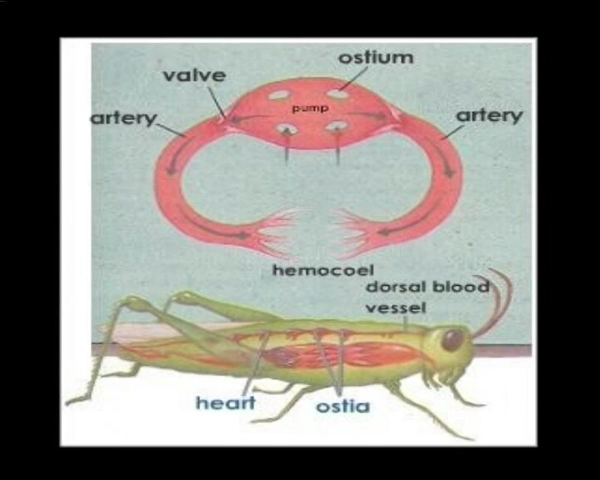 ostium
valve
pump
artery
artery
hemocoel
dorsal blood
vessel
heart
ostia